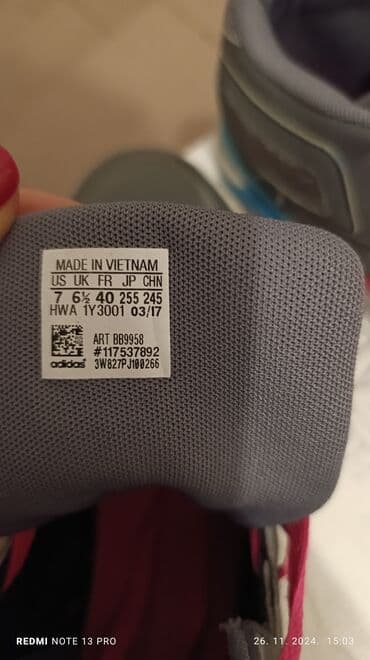 MADE IN VIETNAM
US UK FR JP CHN
7 6½ 40 255 245
HWA 1Y3001 03/17
ART BB9958
#117537892
adidas 3W827PJ100266
REDMI NOTE 13 PRO 26. 11. 2024. 15:03